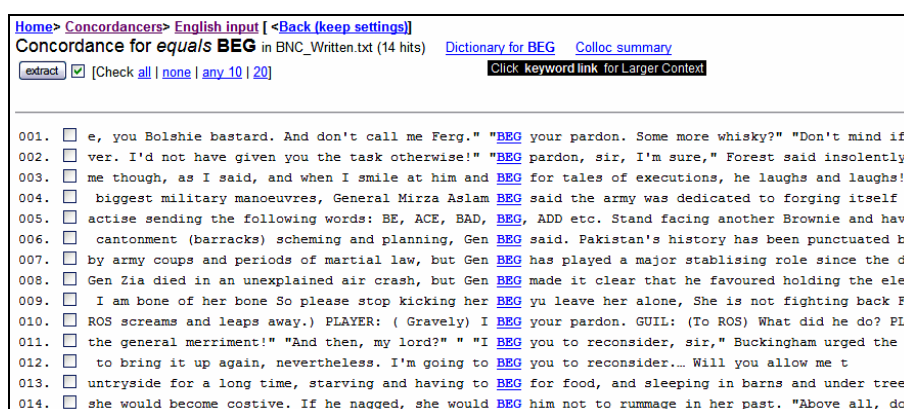 Home> Concordancers> English input [ <Back (keep settings)]
Concordance for equals BEG in BNC_Written.txt (14 hits) Dictionary for BEG Colloc summary
extract [Check all | none | any 10 | 20] Click keyword link for Larger Context
001. e, you Bolshie bastard. And don't call me Ferg." "BEG your pardon. Some more whisky?" "Don't mind if
002. ver. I'd not have given you the task otherwise!" "BEG pardon, sir, I'm sure," Forest said insolently
003. me though, as I said, and when I smile at him and BEG for tales of executions, he laughs and laughs!
004. biggest military manoeuvres, General Mirza Aslam BEG said the army was dedicated to forging itself
005. actise sending the following words: BE, ACE, BAD, BEG, ADD etc. Stand facing another Brownie and hav
006. cantonment (barracks) scheming and planning, Gen BEG said. Pakistan's history has been punctuated b
007. by army coups and periods of martial law, but Gen BEG has played a major stablising role since the d
008. Gen Zia died in an unexplained air crash, but Gen BEG made it clear that he favoured holding the ele
009. I am bone of her bone So please stop kicking her BEG yu leave her alone, She is not fighting back F
010. ROS screams and leaps away.) PLAYER: ( Gravely) I BEG your pardon. GUIL: (To ROS) What did he do? PL
011. the general merriment!" "And then, my lord?" " "I BEG you to reconsider, sir," Buckingham urged the
012. to bring it up again, nevertheless. I'm going to BEG you to reconsider.… Will you allow me t
013. untryside for a long time, starving and having to BEG for food, and sleeping in barns and under tree
014. she would become costive. If he nagged, she would BEG him not to rummage in her past. "Above all, do